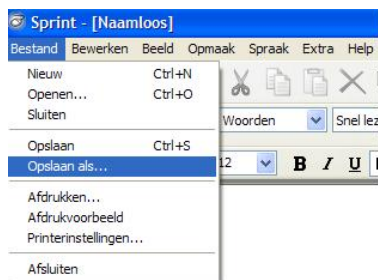 Sprint - [Naamloos]
Bestand Bewerken Beeld Opmaak Spraak Extra Help
Nieuw Ctrl+N
Openen... Ctrl+O
Sluiten
Woorden Snel lez
Opslaan Ctrl+S
Opslaan als...
12 B I U
Afdrukken...
Afdrukvoorbeeld
Printerinstellingen...
Afsluiten